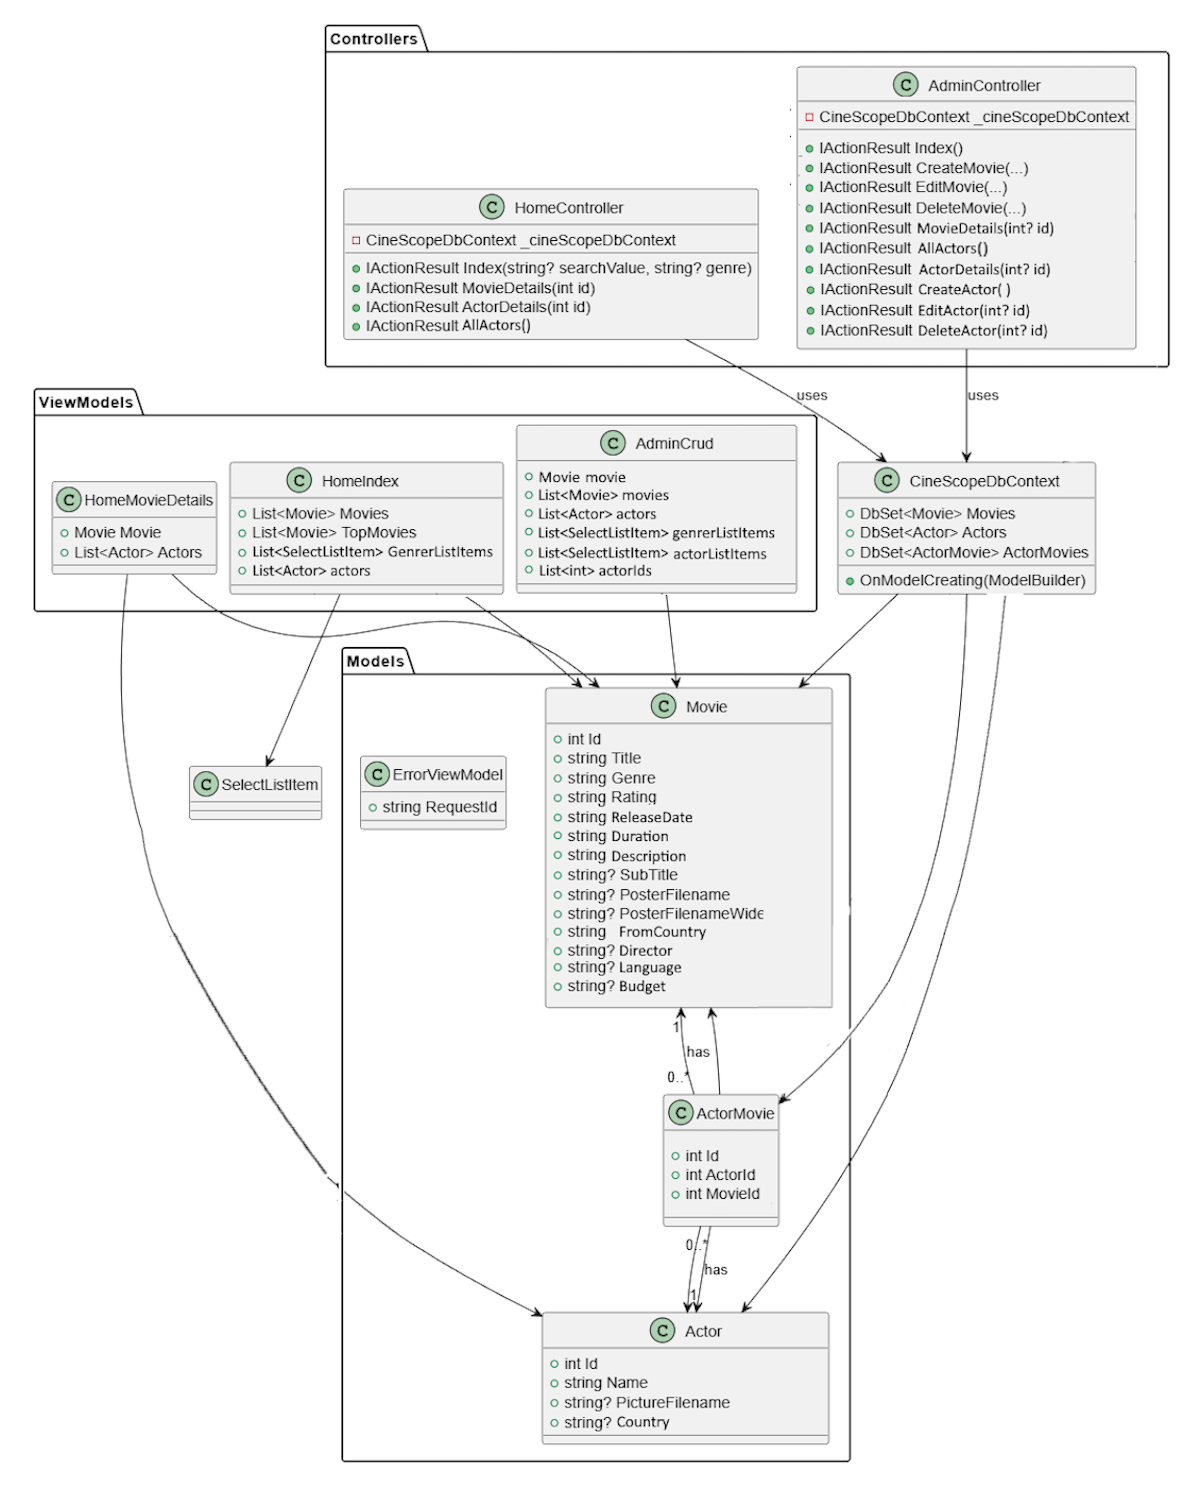 Controllers
C AdminController
CineScopeDbContext _cineScopeDbContext
IActionResult Index()
IActionResult CreateMovie(...)
IActionResult EditMovie(...)
IActionResult DeleteMovie(...)
IActionResult MovieDetails(int? id)
IActionResult AllActors()
IActionResult ActorDetails(int? id)
IActionResult CreateActor( )
IActionResult EditActor(int? id)
IActionResult DeleteActor(int? id)
C HomeController
CineScopeDbContext _cineScopeDbContext
IActionResult Index(string? searchValue, string? genre)
IActionResult MovieDetails(int id)
IActionResult ActorDetails(int id)
IActionResult AllActors()
uses
uses
ViewModels
C HomeMovieDetails
Movie Movie
List<Actor> Actors
C HomeIndex
List<Movie> Movies
List<Movie> TopMovies
List<SelectListItem> GenrerListItems
List<Actor> actors
C AdminCrud
Movie movie
List<Movie> movies
List<Actor> actors
List<SelectListItem> genrerListItems
List<SelectListItem> actorListItems
List<int> actorIds
C CineScopeDbContext
DbSet<Movie> Movies
DbSet<Actor> Actors
DbSet<ActorMovie> ActorMovies
OnModelCreating(ModelBuilder)
Models
C SelectListItem
C ErrorViewModel
string RequestId
C Movie
int Id
string Title
string Genre
string Rating
string ReleaseDate
string Duration
string Description
string? SubTitle
string? PosterFilename
string? PosterFilenameWide
string FromCountry
string? Director
string? Language
string? Budget
1
has
0..*
C ActorMovie
int Id
int ActorId
int MovieId
0..*
has
1
C Actor
int Id
string Name
string? PictureFilename
string? Country